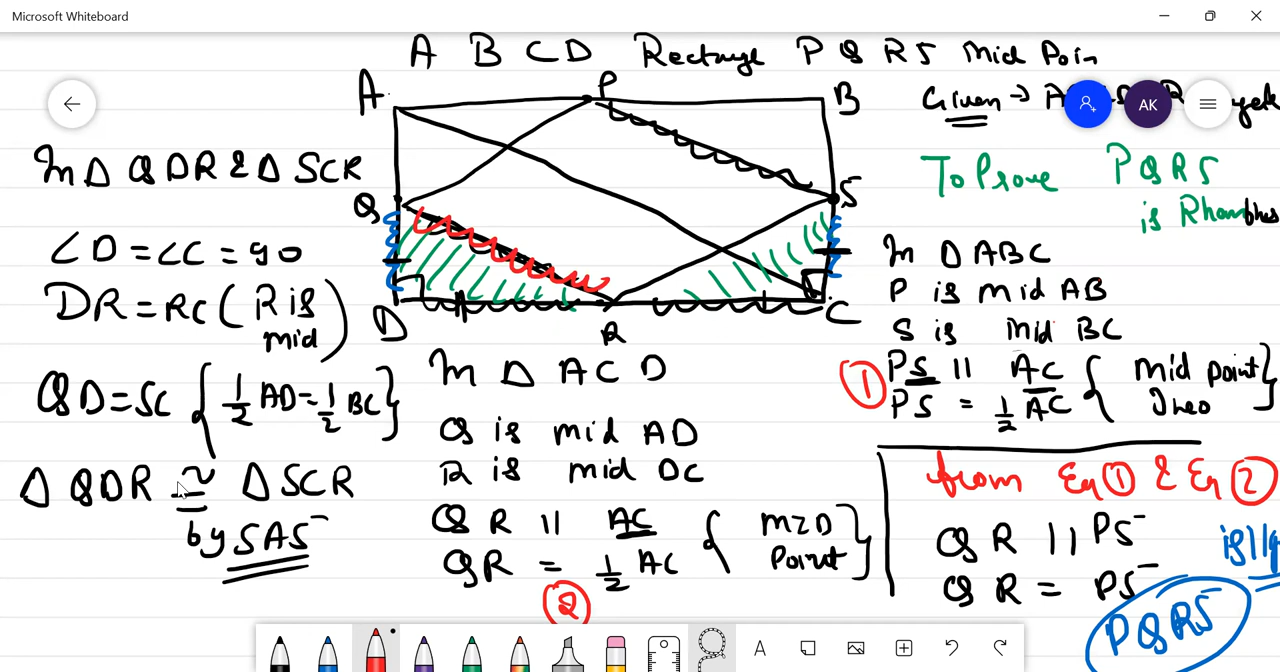 Microsoft Whiteboard
A B C D Rectange P Q R S Mid Poin
A P B
Given →
AK
To Prove PQRS
is Rhombhes
In Δ QDR & Δ SCR
Q S
∠D = ∠C = 90
DR = RC ( R is mid )
D R C
QD = SC { 1/2 AD = 1/2 BC }
Δ QDR ≅ Δ SCR
by SAS
In Δ ACD
Q is mid AD
R is mid DC
QR || AC { Mid Point }
QR = 1/2 AC
2
In Δ ABC
P is mid AB
S is mid BC
1 PS || AC { Mid point Theo }
PS = 1/2 AC
from Eq 1 & Eq 2
QR || PS
QR = PS
is ||g
PQRS
A